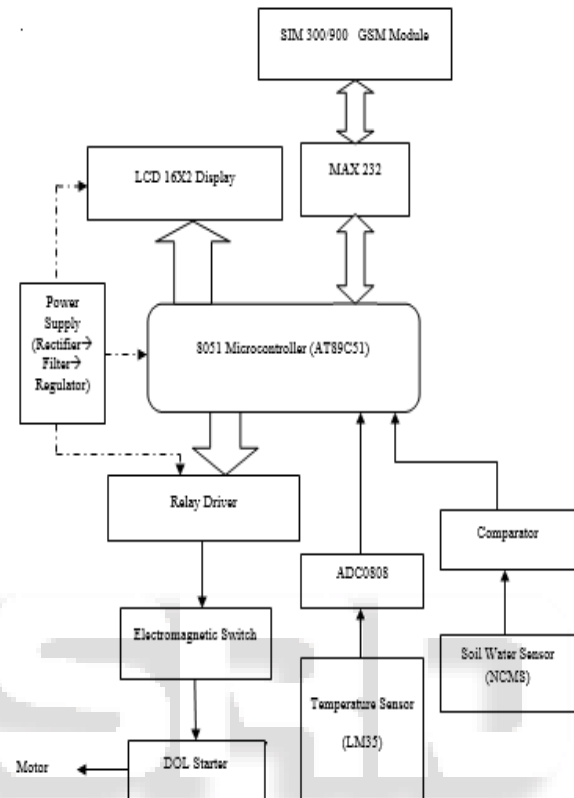 SIM 300/900 GSM Module
MAX 232
LCD 16X2 Display
Power
Supply
(Rectifier→
Filter→
Regulator)
8051 Microcontroller (AT89C51)
Relay Driver
ADC0808
Comparator
Electromagnetic Switch
Soil Water Sensor
(NCMS)
Temperature Sensor
(LM35)
Motor
DOL Starter